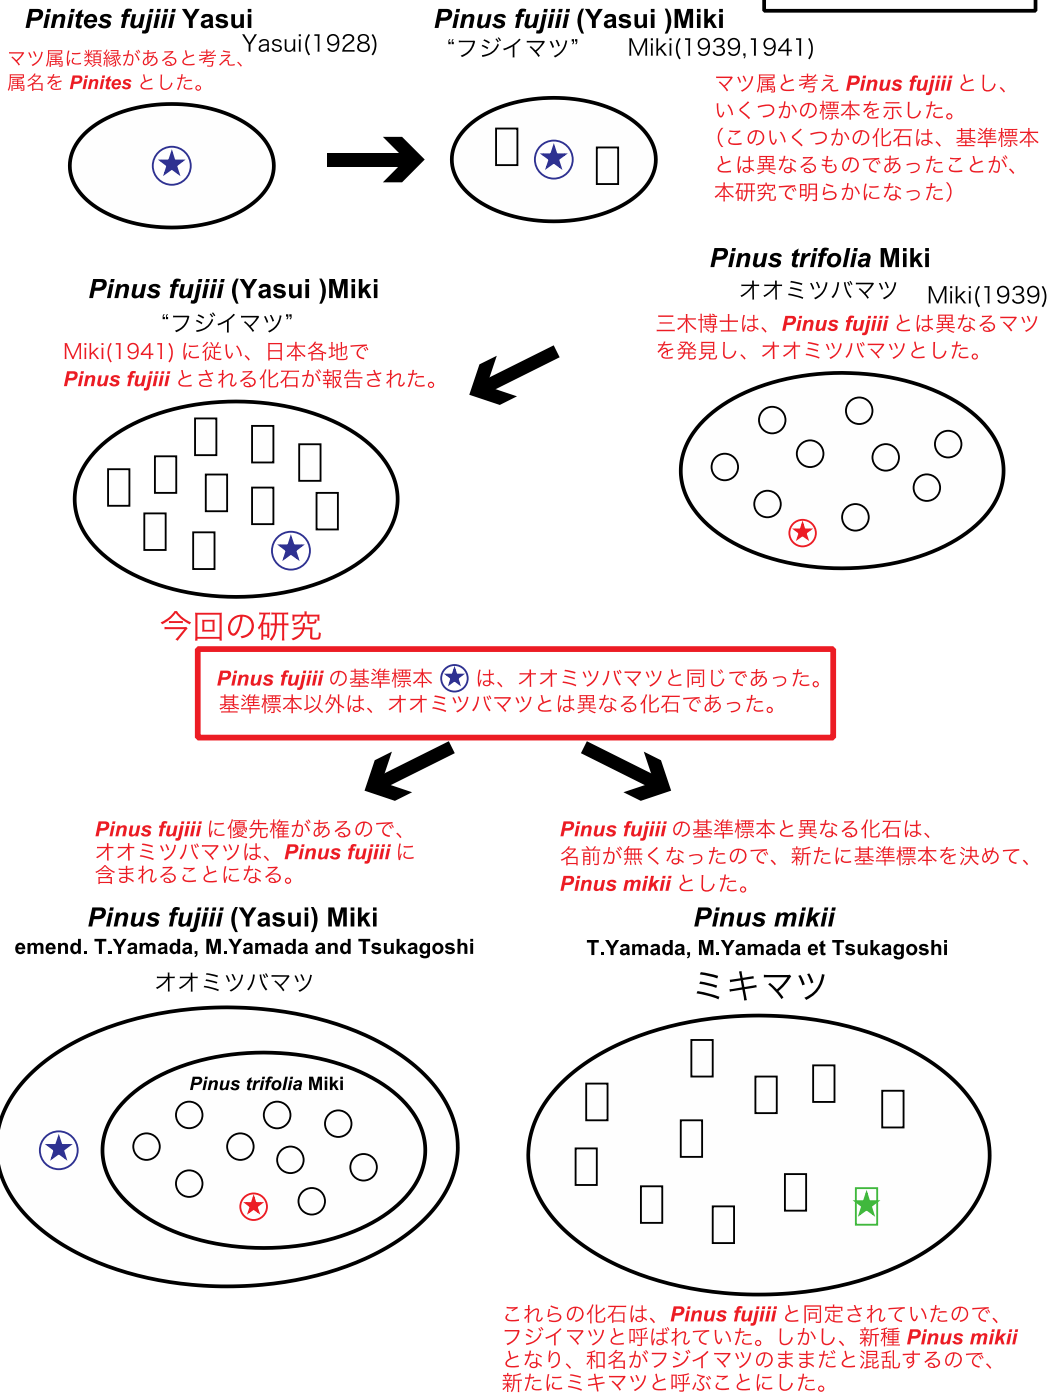 Pinites fujiii Yasui
Yasui(1928)
マツ属に類縁があると考え、
属名を Pinites とした。
Pinus fujiii (Yasui )Miki
“フジイマツ” Miki(1939,1941)
マツ属と考え Pinus fujiii とし、
いくつかの標本を示した。
（このいくつかの化石は、基準標本
とは異なるものであったことが、
本研究で明らかになった）
Pinus fujiii (Yasui )Miki
“フジイマツ”
Miki(1941) に従い、日本各地で
Pinus fujiii とされる化石が報告された。
Pinus trifolia Miki
オオミツバマツ Miki(1939)
三木博士は、Pinus fujiii とは異なるマツ
を発見し、オオミツバマツとした。
今回の研究
Pinus fujiii の基準標本 は、オオミツバマツと同じであった。
基準標本以外は、オオミツバマツとは異なる化石であった。
Pinus fujiii に優先権があるので、
オオミツバマツは、Pinus fujiii に
含まれることになる。
Pinus fujiii (Yasui) Miki
emend. T.Yamada, M.Yamada and Tsukagoshi
オオミツバマツ
Pinus trifolia Miki
Pinus fujiii の基準標本と異なる化石は、
名前が無くなったので、新たに基準標本を決めて、
Pinus mikii とした。
Pinus mikii
T.Yamada, M.Yamada et Tsukagoshi
ミキマツ
これらの化石は、Pinus fujiii と同定されていたので、
フジイマツと呼ばれていた。しかし、新種 Pinus mikii
となり、和名がフジイマツのままだと混乱するので、
新たにミキマツと呼ぶことにした。